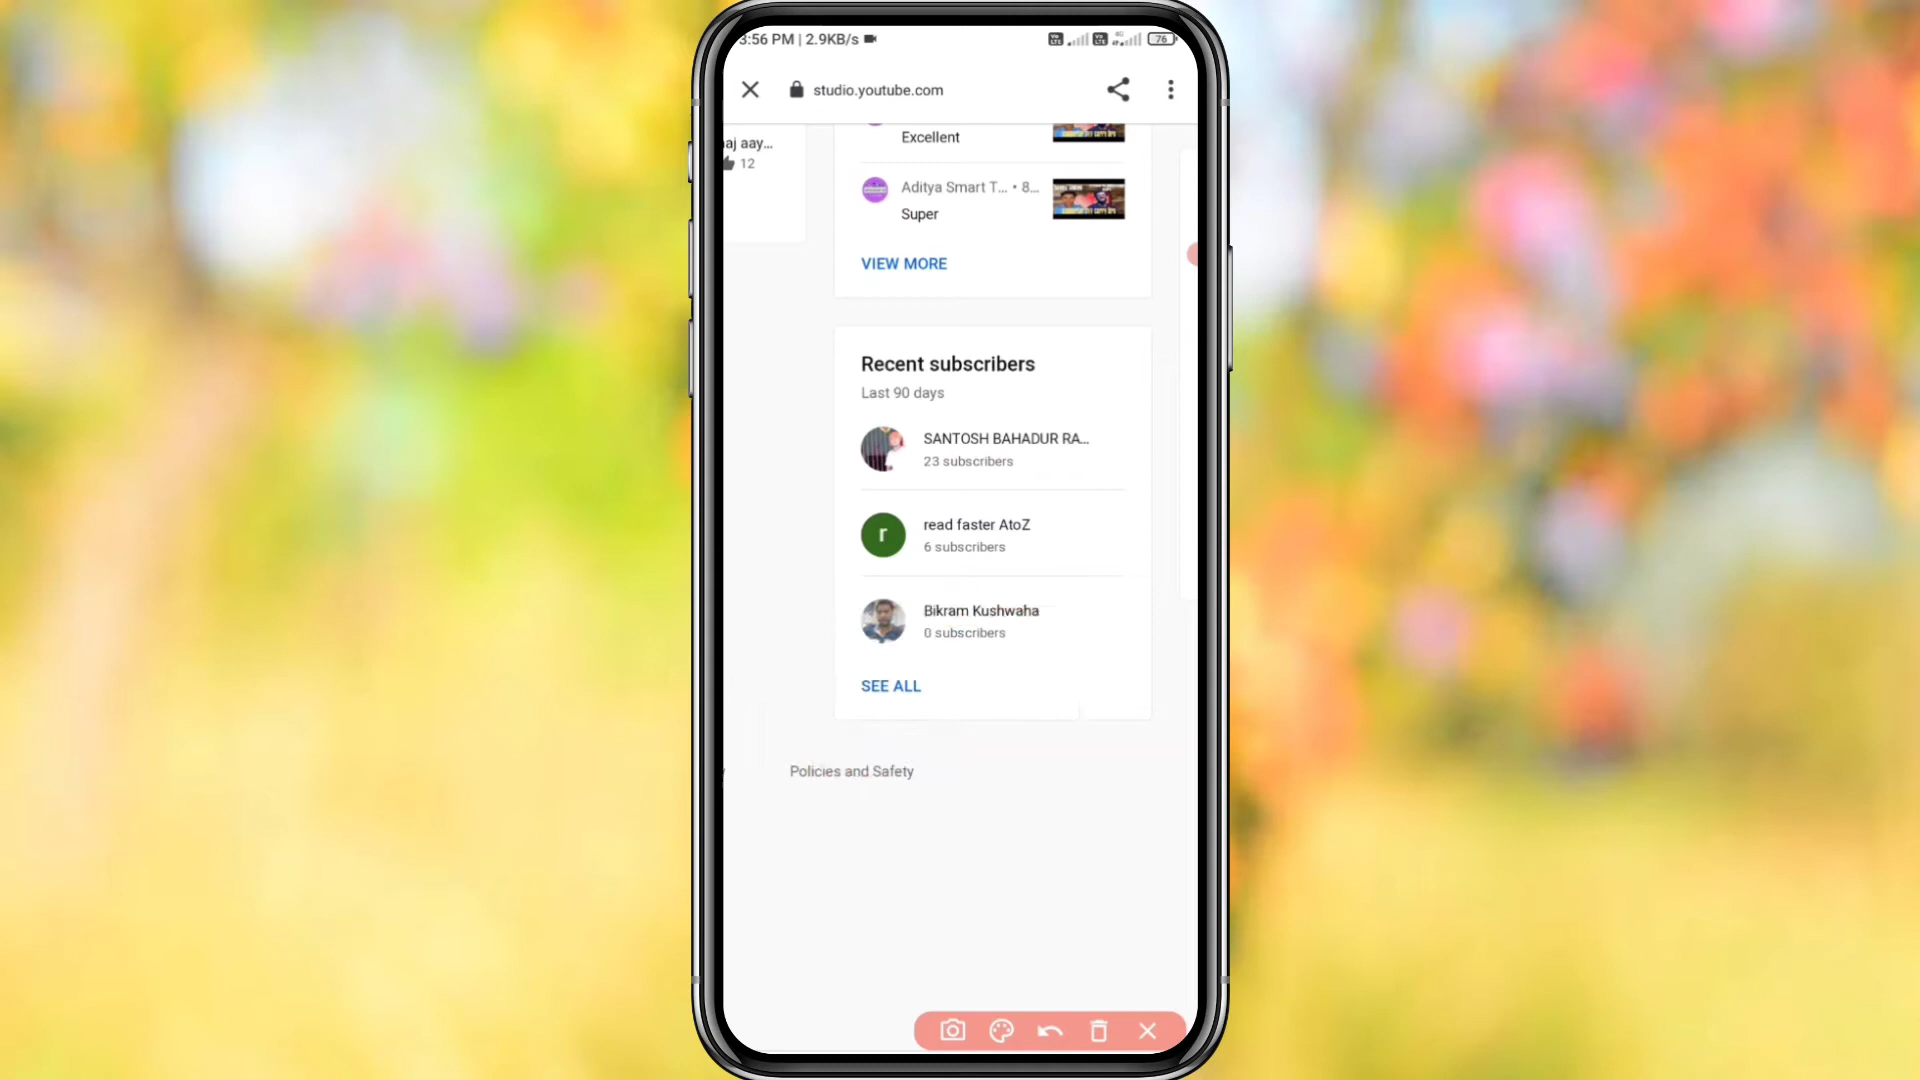 3:56 PM | 2.9KB/s
76
studio.youtube.com
aj aay...
12
Excellent
Aditya Smart T... • 8...
Super
VIEW MORE
Recent subscribers
Last 90 days
SANTOSH BAHADUR RA...
23 subscribers
r
read faster AtoZ
6 subscribers
Bikram Kushwaha
0 subscribers
SEE ALL
Policies and Safety